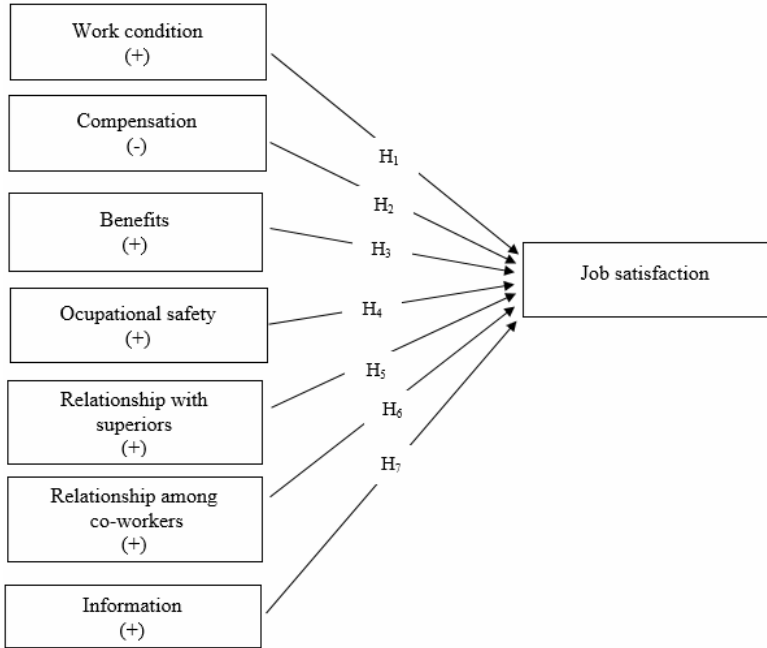 Work condition
(+)
Compensation
(-)
Benefits
(+)
Ocupational safety
(+)
Relationship with
superiors
(+)
Relationship among
co-workers
(+)
Information
(+)
H₁
H₂
H₃
H₄
H₅
H₆
H₇
Job satisfaction